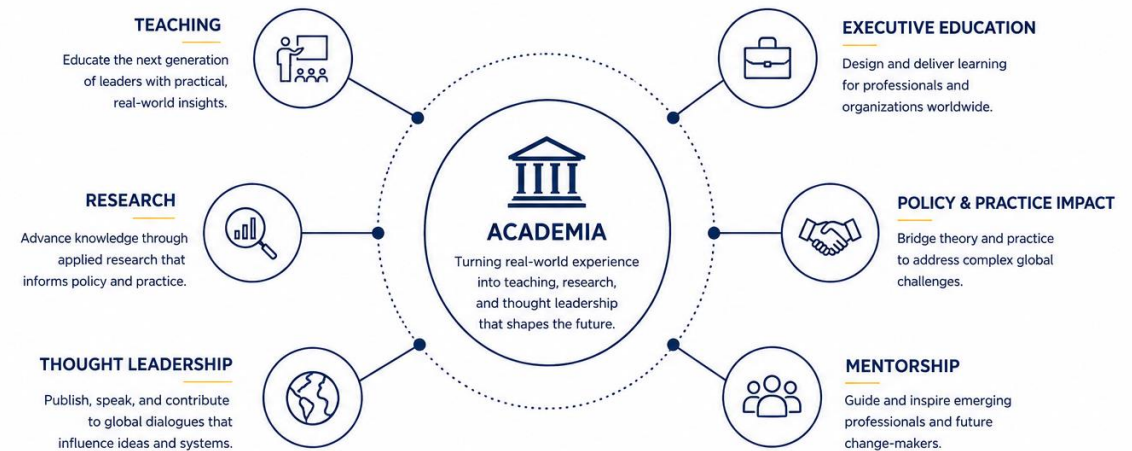 TEACHING
Educate the next generation
of leaders with practical,
real-world insights.
EXECUTIVE EDUCATION
Design and deliver learning
for professionals and
organizations worldwide.
RESEARCH
Advance knowledge through
applied research that
informs policy and practice.
ACADEMIA
Turning real-world experience
into teaching, research,
and thought leadership
that shapes the future.
POLICY & PRACTICE IMPACT
Bridge theory and practice
to address complex global
challenges.
THOUGHT LEADERSHIP
Publish, speak, and contribute
to global dialogues that
influence ideas and systems.
MENTORSHIP
Guide and inspire emerging
professionals and future
change-makers.